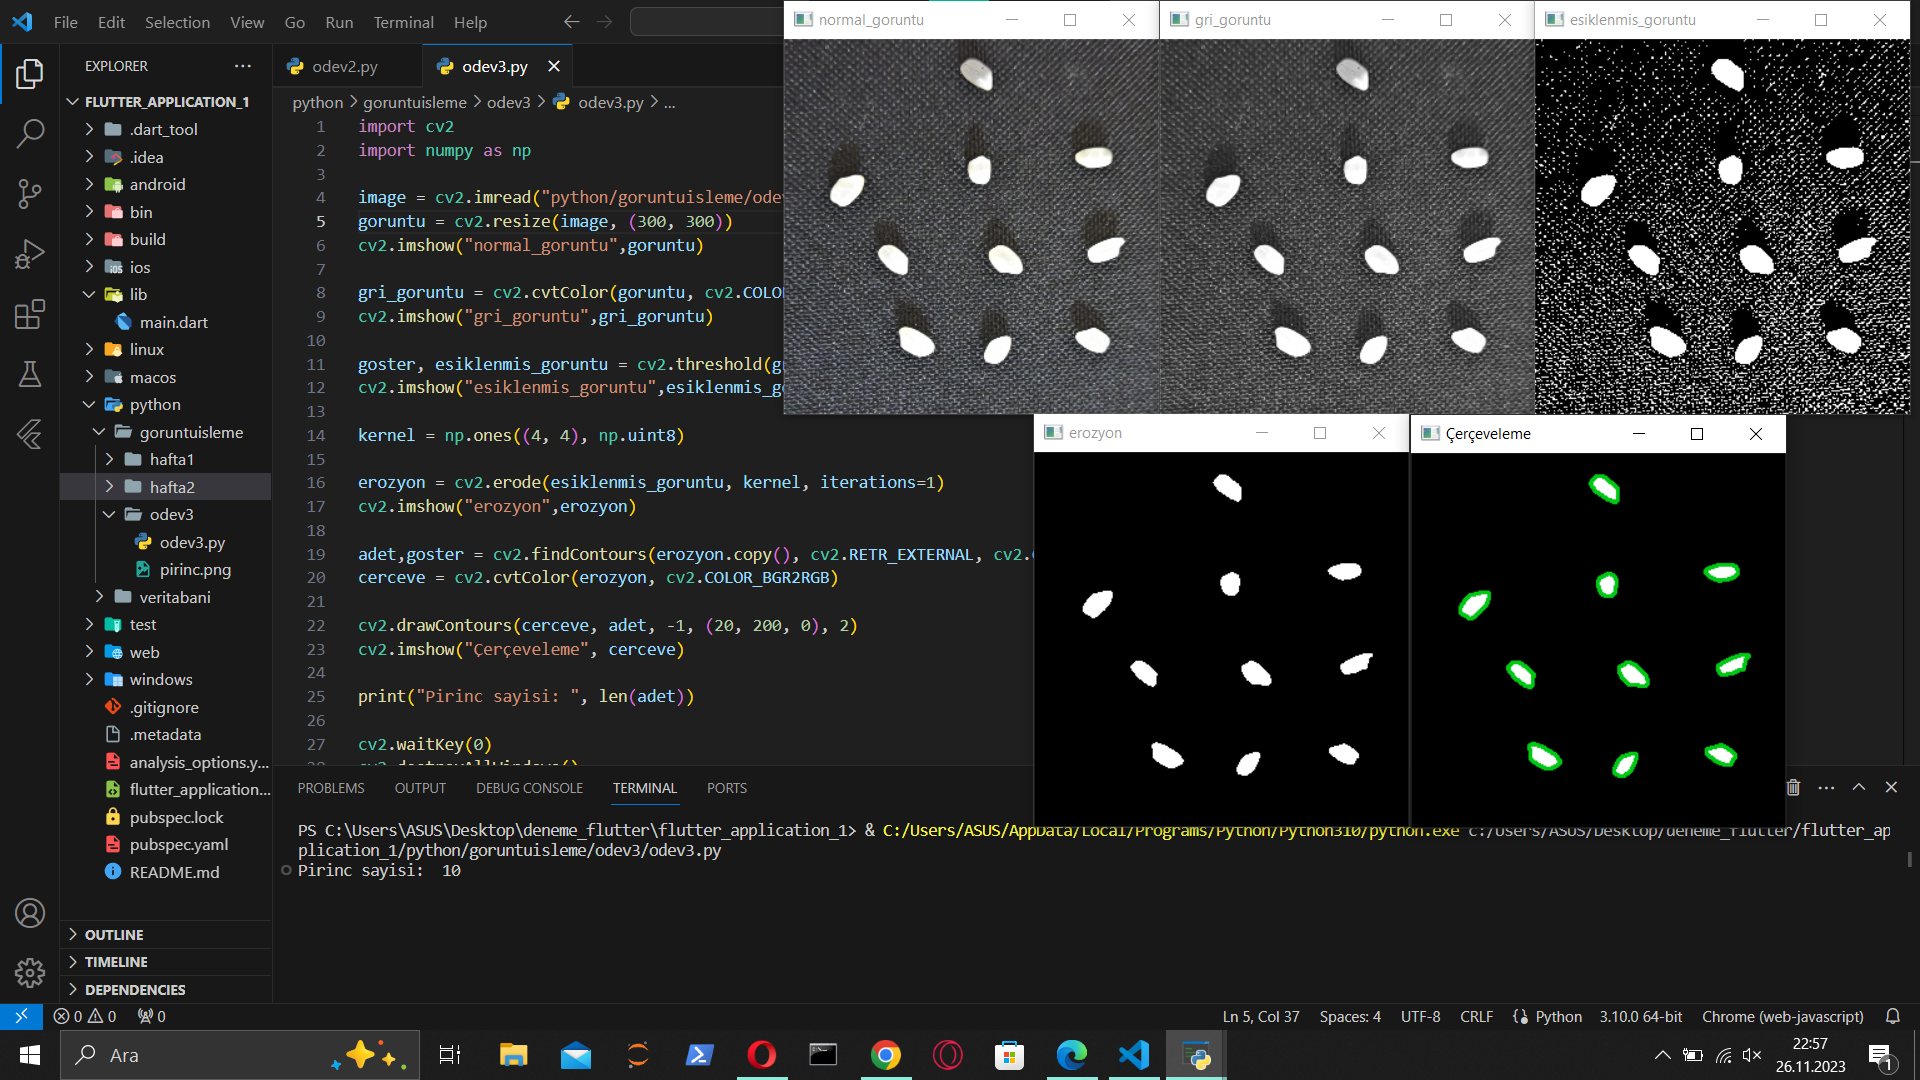 File Edit Selection View Go Run Terminal Help
EXPLORER
FLUTTER_APPLICATION_1
.dart_tool
.idea
android
bin
build
ios
lib
main.dart
linux
macos
python
goruntuisleme
hafta1
hafta2
odev3
odev3.py
pirinc.png
veritabani
test
web
windows
.gitignore
.metadata
analysis_options.y...
flutter_application...
pubspec.lock
pubspec.yaml
README.md
OUTLINE
TIMELINE
DEPENDENCIES
odev2.py
odev3.py
python > goruntuisleme > odev3 > odev3.py > ...
1 import cv2
2 import numpy as np
3
4 image = cv2.imread("python/goruntuisleme/ode
5 goruntu = cv2.resize(image, (300, 300))
6 cv2.imshow("normal_goruntu",goruntu)
7
8 gri_goruntu = cv2.cvtColor(goruntu, cv2.COLO
9 cv2.imshow("gri_goruntu",gri_goruntu)
10
11 goster, esiklenmis_goruntu = cv2.threshold(g
12 cv2.imshow("esiklenmis_goruntu",esiklenmis_g
13
14 kernel = np.ones((4, 4), np.uint8)
15
16 erozyon = cv2.erode(esiklenmis_goruntu, kernel, iterations=1)
17 cv2.imshow("erozyon",erozyon)
18
19 adet,goster = cv2.findContours(erozyon.copy(), cv2.RETR_EXTERNAL, cv2.
20 cerceve = cv2.cvtColor(erozyon, cv2.COLOR_BGR2RGB)
21
22 cv2.drawContours(cerceve, adet, -1, (20, 200, 0), 2)
23 cv2.imshow("Çerçeveleme", cerceve)
24
25 print("Pirinc sayisi: ", len(adet))
26
27 cv2.waitKey(0)
normal_goruntu
gri_goruntu
esiklenmis_goruntu
erozyon
Çerçeveleme
PROBLEMS OUTPUT DEBUG CONSOLE TERMINAL PORTS
PS C:\Users\ASUS\Desktop\deneme_flutter\flutter_application_1> & C:/Users/ASUS/AppData/Local/Programs/Python/Python310/python.exe c:/Users/ASUS/Desktop/deneme_flutter/flutter_ap
plication_1/python/goruntuisleme/odev3/odev3.py
Pirinc sayisi:  10
0 0 0
Ln 5, Col 37 Spaces: 4 UTF-8 CRLF Python 3.10.0 64-bit Chrome (web-javascript)
Ara
22:57
26.11.2023
1